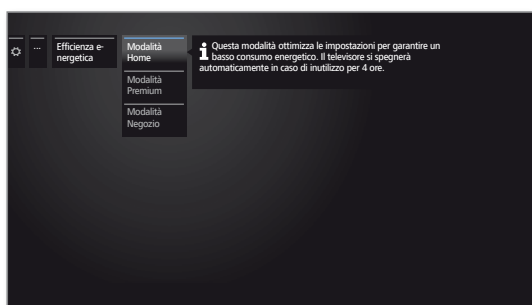 ...
Efficienza e-
nergetica
Modalità
Home
Modalità
Premium
Modalità
Negozio
Questa modalità ottimizza le impostazioni per garantire un
basso consumo energetico. Il televisore si spegnerà
automaticamente in caso di inutilizzo per 4 ore.